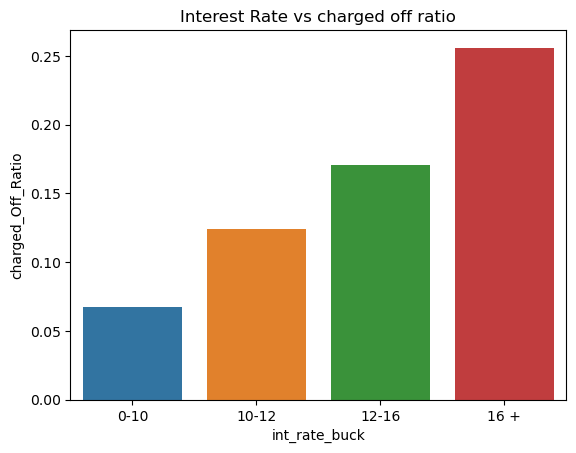 Interest Rate vs charged off ratio
charged_Off_Ratio
0.25
0.20
0.15
0.10
0.05
0.00
0-10 10-12 12-16 16 +
int_rate_buck